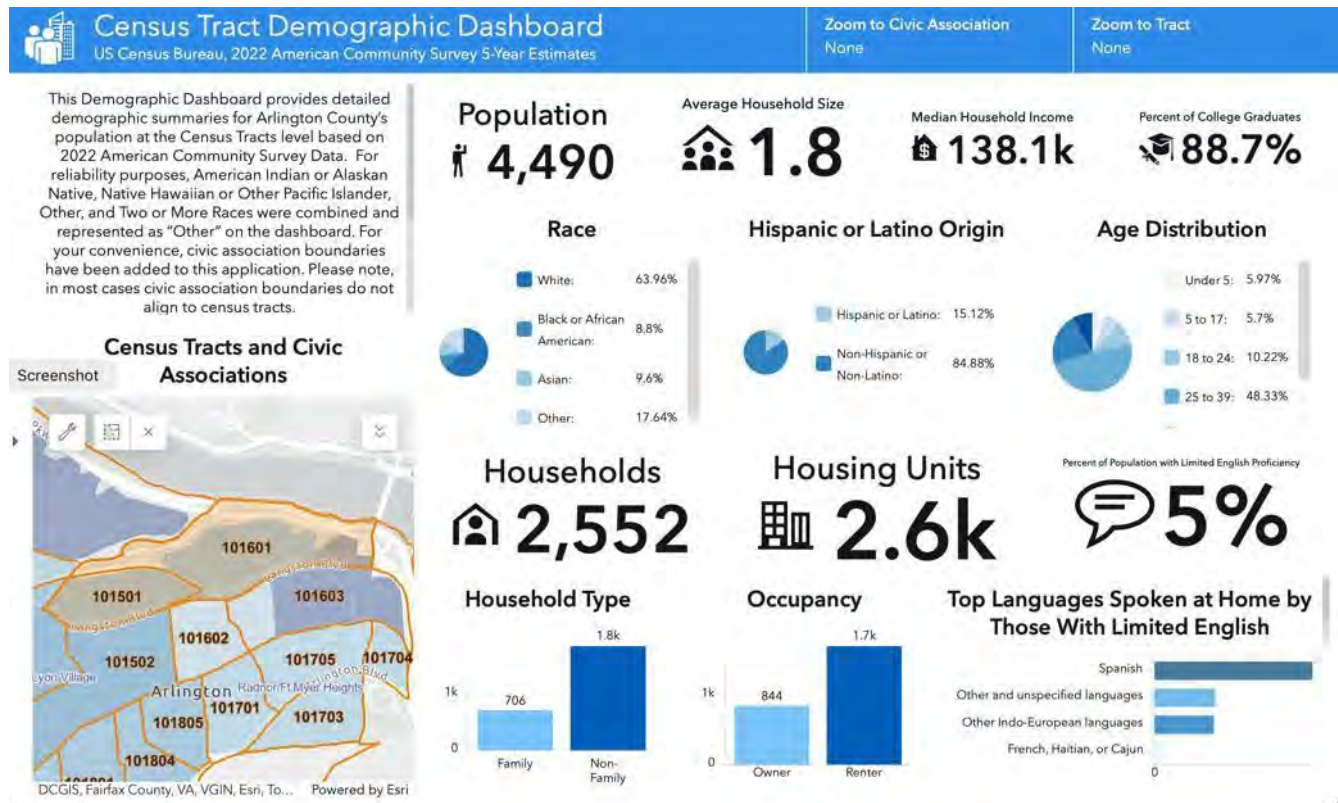 Census Tract Demographic Dashboard
US Census Bureau, 2022 American Community Survey 5-Year Estimates
Zoom to Civic Association
None
Zoom to Tract
None
This Demographic Dashboard provides detailed
demographic summaries for Arlington County's
population at the Census Tracts level based on
2022 American Community Survey Data. For
reliability purposes, American Indian or Alaskan
Native, Native Hawaiian or Other Pacific Islander,
Other, and Two or More Races were combined and
represented as "Other" on the dashboard. For
your convenience, civic association boundaries
have been added to this application. Please note,
in most cases civic association boundaries do not
align to census tracts.
Census Tracts and Civic
Associations
Screenshot
101601
101501
101603
101602
101502
101705
101704
Lyon Village
Arlington
Radnor/Ft Myer Heights
Arlington Blvd
101701
101703
101805
101804
DCGIS, Fairfax County, VA, VGIN, Esri, To...
Powered by Esri
Population
4,490
Average Household Size
1.8
Median Household Income
138.1k
Percent of College Graduates
88.7%
Race
White: 63.96%
Black or African
American: 8.8%
Asian: 9.6%
Other: 17.64%
Hispanic or Latino Origin
Hispanic or Latino: 15.12%
Non-Hispanic or
Non-Latino: 84.88%
Age Distribution
Under 5: 5.97%
5 to 17: 5.7%
18 to 24: 10.22%
25 to 39: 48.33%
Households
2,552
Housing Units
2.6k
Percent of Population with Limited English Proficiency
5%
Household Type
1.8k
1k
706
0
Family
Non-
Family
Occupancy
1.7k
1k
844
0
Owner
Renter
Top Languages Spoken at Home by
Those With Limited English
Spanish
Other and unspecified languages
Other Indo-European languages
French, Haitian, or Cajun
0